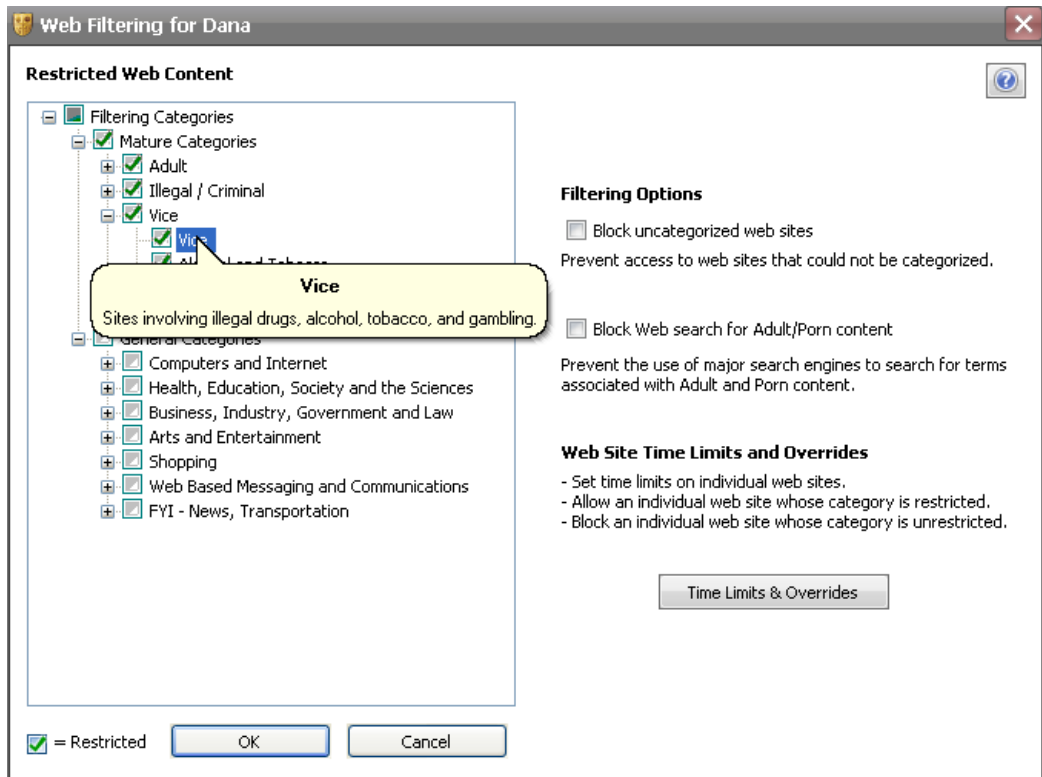 Web Filtering for Dana
Restricted Web Content
Filtering Categories
Mature Categories
Adult
Illegal / Criminal
Vice
Vice
and Tobacco
Vice
Sites involving illegal drugs, alcohol, tobacco, and gambling.
General Categories
Computers and Internet
Health, Education, Society and the Sciences
Business, Industry, Government and Law
Arts and Entertainment
Shopping
Web Based Messaging and Communications
FYI - News, Transportation
= Restricted
OK
Cancel
Filtering Options
Block uncategorized web sites
Prevent access to web sites that could not be categorized.
Block Web search for Adult/Porn content
Prevent the use of major search engines to search for terms
associated with Adult and Porn content.
Web Site Time Limits and Overrides
- Set time limits on individual web sites.
- Allow an individual web site whose category is restricted.
- Block an individual web site whose category is unrestricted.
Time Limits & Overrides